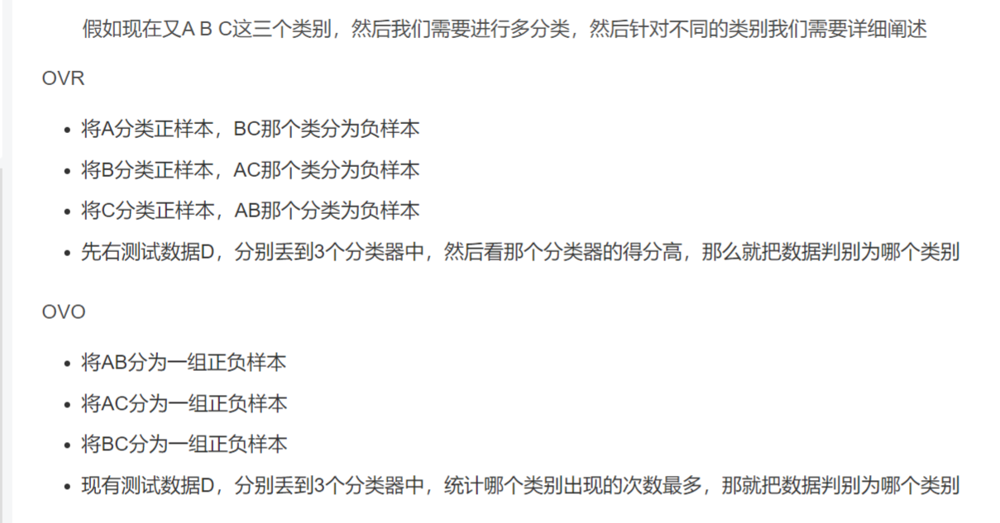 假如现在又A B C这三个类别，然后我们需要进行多分类，然后针对不同的类别我们需要详细阐述
OVR
将A分类正样本，BC那个类分为负样本
将B分类正样本，AC那个类分为负样本
将C分类正样本，AB那个分类为负样本
先右测试数据D，分别丢到3个分类器中，然后看那个分类器的得分高，那么就把数据判别为哪个类别
OVO
将AB分为一组正负样本
将AC分为一组正负样本
将BC分为一组正负样本
现有测试数据D，分别丢到3个分类器中，统计哪个类别出现的次数最多，那就把数据判别为哪个类别